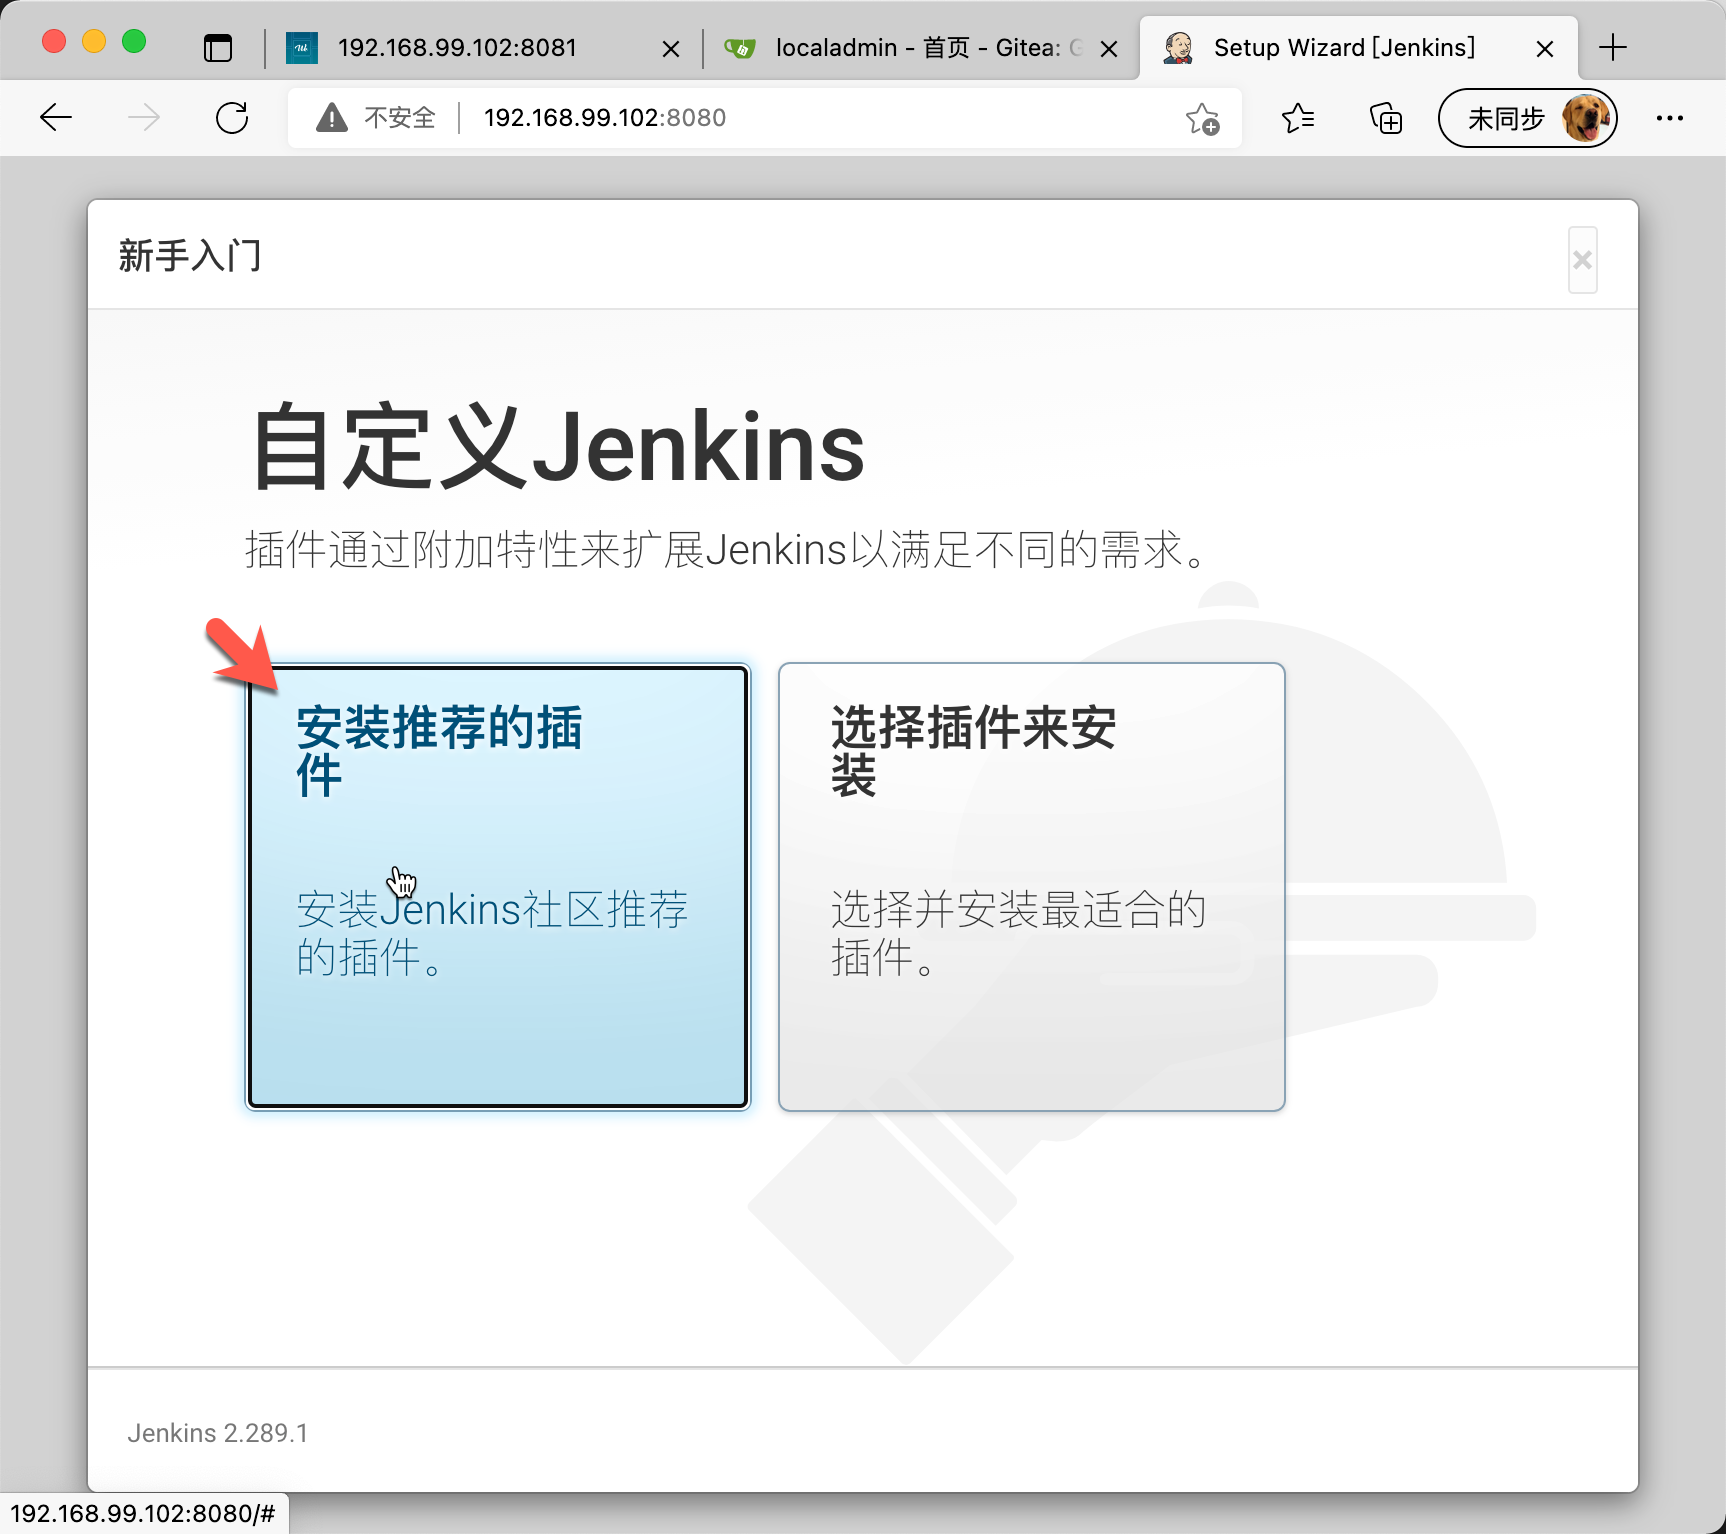 192.168.99.102:8081
localadmin - 首页 - Gitea: G
Setup Wizard [Jenkins]
不安全
192.168.99.102:8080
未同步
新手入门
自定义Jenkins
插件通过附加特性来扩展Jenkins以满足不同的需求。
安装推荐的插
件
安装Jenkins社区推荐
的插件。
选择插件来安
装
选择并安装最适合的
插件。
Jenkins 2.289.1
192.168.99.102:8080/#